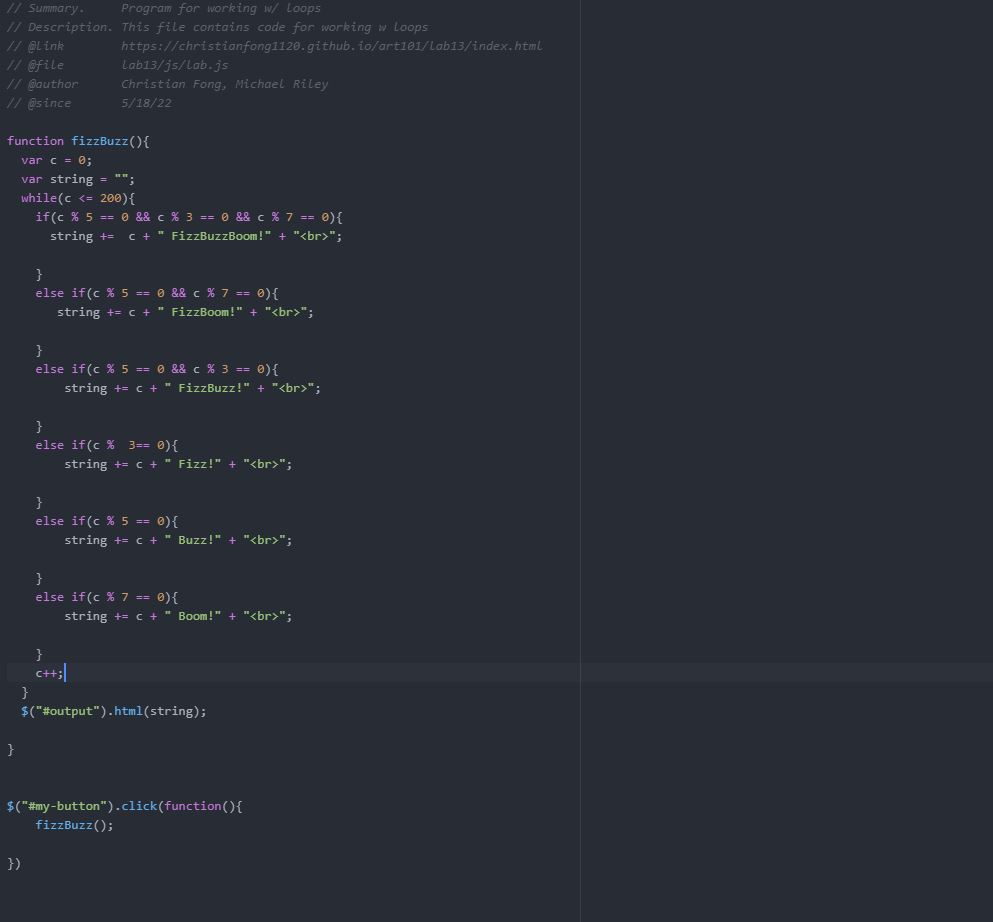 // Summary.     Program for working w/ loops
// Description. This file contains code for working w loops
// @link        https://christianfong1120.github.io/art101/lab13/index.html
// @file        lab13/js/lab.js
// @author      Christian Fong, Michael Riley
// @since       5/18/22
function fizzBuzz(){
  var c = 0;
  var string = "";
  while(c <= 200){
    if(c % 5 == 0 && c % 3 == 0 && c % 7 == 0){
      string +=  c + " FizzBuzzBoom!" + "<br>";
    }
    else if(c % 5 == 0 && c % 7 == 0){
       string += c + " FizzBoom!" + "<br>";
    }
    else if(c % 5 == 0 && c % 3 == 0){
        string += c + " FizzBuzz!" + "<br>";
    }
    else if(c %  3== 0){
        string += c + " Fizz!" + "<br>";
    }
    else if(c % 5 == 0){
        string += c + " Buzz!" + "<br>";
    }
    else if(c % 7 == 0){
        string += c + " Boom!" + "<br>";
    }
    c++;
  }
  $("#output").html(string);
}
$("#my-button").click(function(){
    fizzBuzz();
})